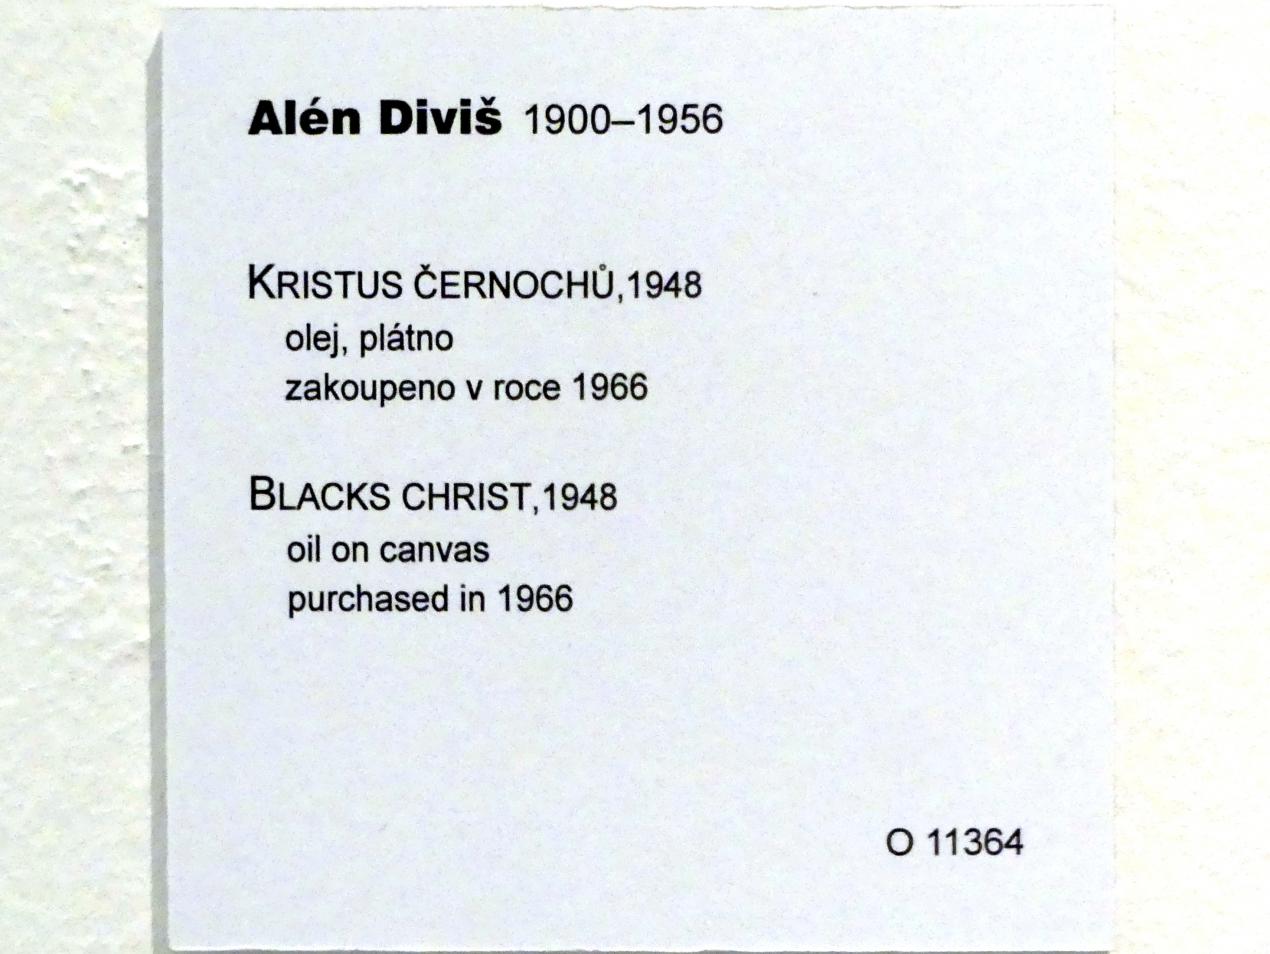 Alén Diviš 1900–1956
KRISTUS ČERNOCHŮ,1948
olej, plátno
zakoupeno v roce 1966
BLACKS CHRIST,1948
oil on canvas
purchased in 1966
O 11364